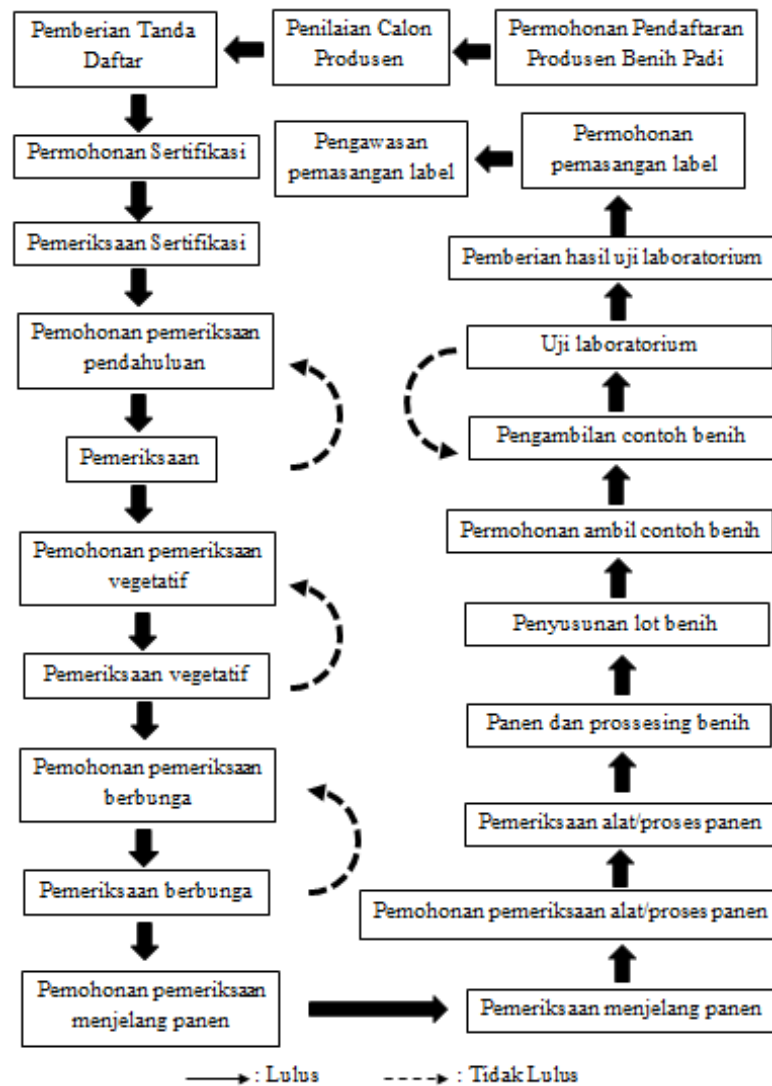 Pemberian Tanda
Daftar
Penilaian Calon
Produsen
Permohonan Pendaftaran
Produsen Benih Padi
Permohonan Sertifikasi
Pengawasan
pemasangan label
Permohonan
pemasangan label
Pemeriksaan Sertifikasi
Pemberian hasil uji laboratorium
Pemohonan pemeriksaan
pendahuluan
Uji laboratorium
Pemeriksaan
Pengambilan contoh benih
Pemohonan pemeriksaan
vegetatif
Permohonan ambil contoh benih
Pemeriksaan vegetatif
Penyusunan lot benih
Pemohonan pemeriksaan
berbunga
Panen dan prossesing benih
Pemeriksaan berbunga
Pemeriksaan alat/proses panen
Pemohonan pemeriksaan alat/proses panen
Pemohonan pemeriksaan
menjelang panen
Pemeriksaan menjelang panen
: Lulus
: Tidak Lulus